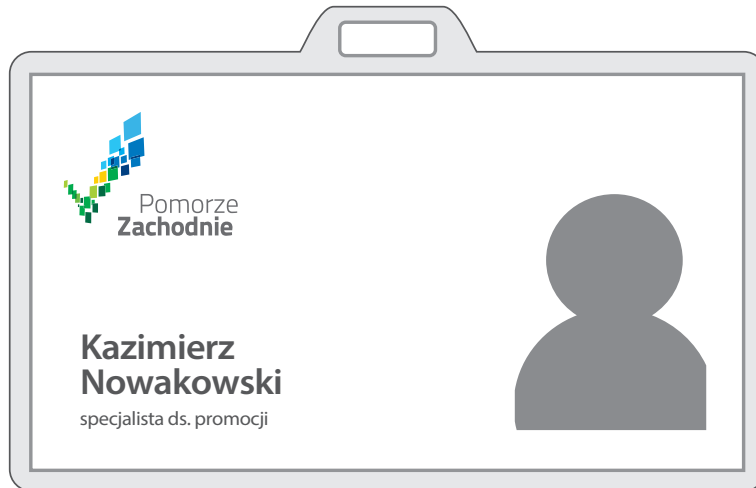 Pomorze
Zachodnie
Kazimierz
Nowakowski
specjalista ds. promocji